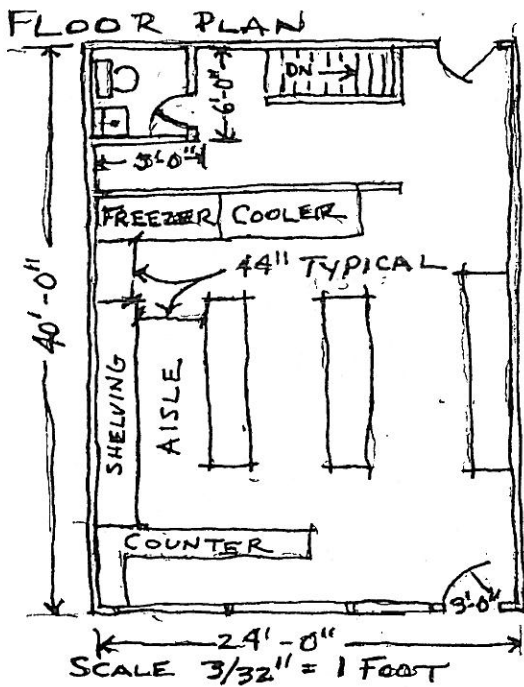 FLOOR PLAN
DN
6'-0"
3'0"
FREEZER COOLER
44" TYPICAL
40'-0"
SHELVING
AISLE
COUNTER
3'-0"
24'-0"
SCALE 3/32" = 1 FOOT